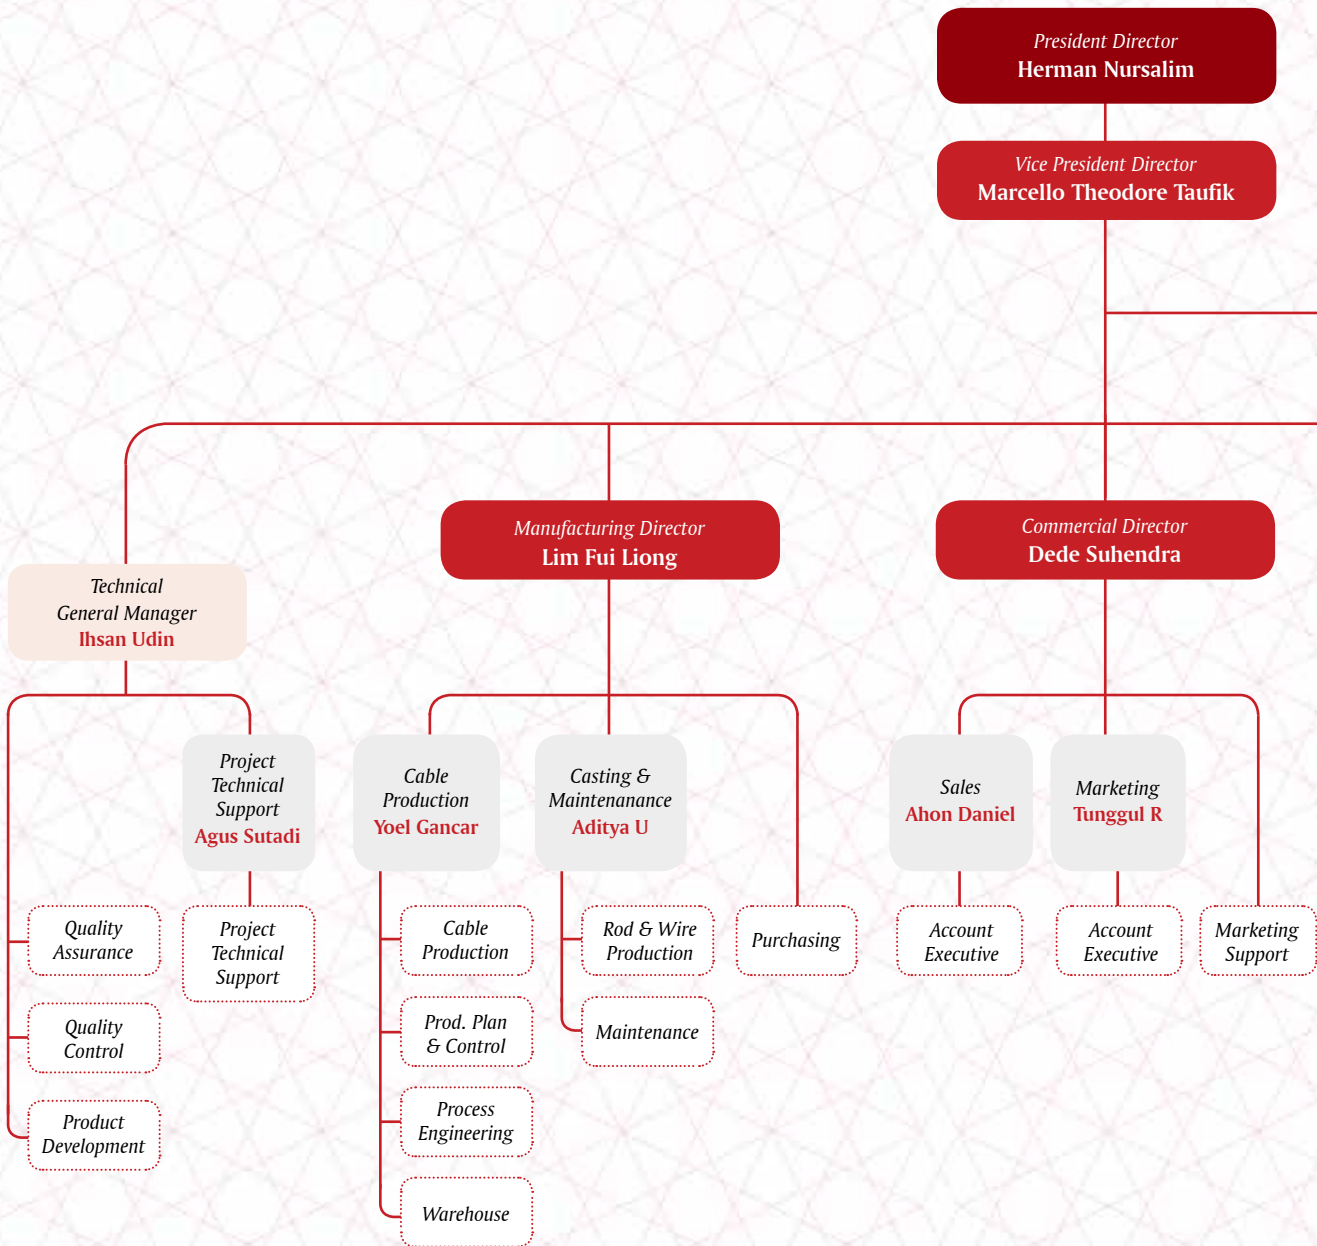 President Director
Herman Nursalim
Vice President Director
Marcello Theodore Taufik
Manufacturing Director
Lim Fui Liong
Commercial Director
Dede Suhendra
Technical
General Manager
Ihsan Udin
Project
Technical
Support
Agus Sutadi
Cable
Production
Yoel Gancar
Casting &
Maintenanance
Aditya U
Sales
Ahon Daniel
Marketing
Tunggul R
Quality
Assurance
Project
Technical
Support
Cable
Production
Rod & Wire
Production
Purchasing
Account
Executive
Account
Executive
Marketing
Support
Quality
Control
Prod. Plan
& Control
Maintenance
Product
Development
Process
Engineering
Warehouse